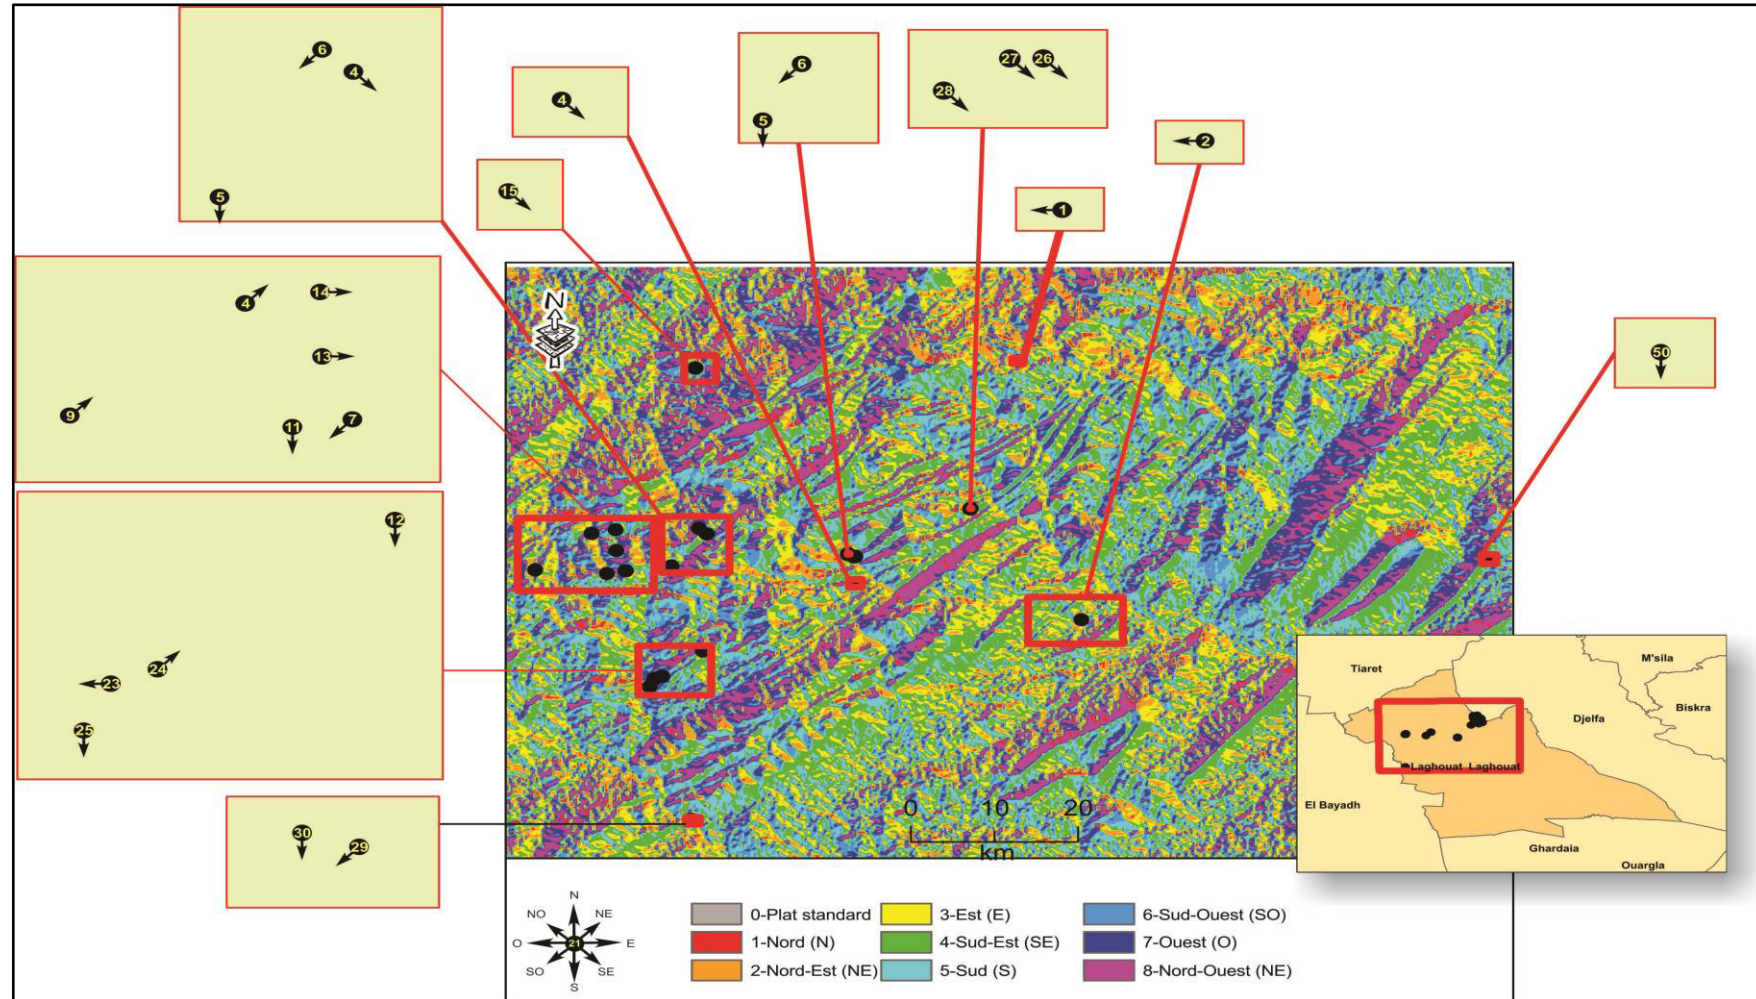 6
4
5
4
6
5
27 26
28
2
15
1
4 14
13
9
11 7
50
12
24
23
25
30
29
N
0 10 20
km
Tiaret
M'sila
Djelfa
Biskra
Laghouat Laghouat
El Bayadh
Ghardaia
Ouargla
N
NO NE
O 21 E
SO SE
S
0-Plat standard
1-Nord (N)
2-Nord-Est (NE)
3-Est (E)
4-Sud-Est (SE)
5-Sud (S)
6-Sud-Ouest (SO)
7-Ouest (O)
8-Nord-Ouest (NE)